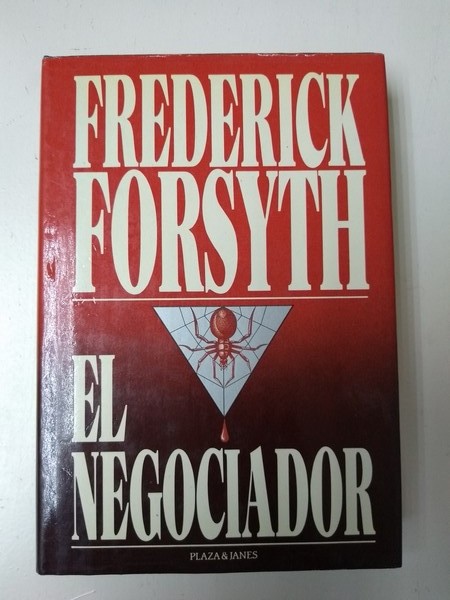 FREDERICK
FORSYTH
EL
NEGOCIADOR
PLAZA & JANES